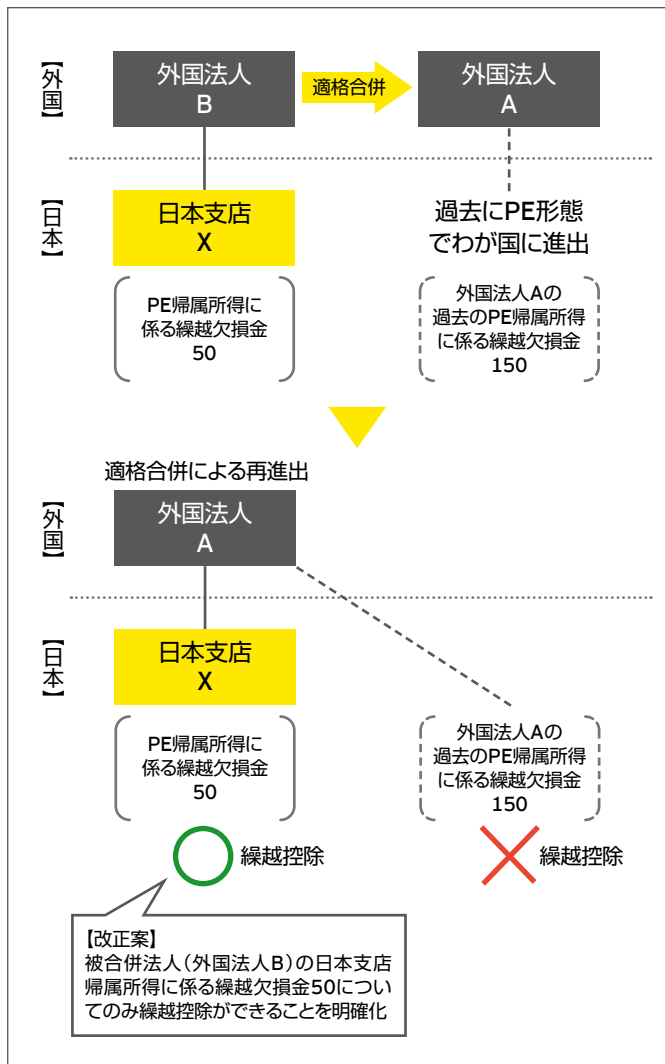 【外国】
外国法人
B
適格合併
外国法人
A
【日本】
日本支店
X
過去にPE形態
でわが国に進出
PE帰属所得に
係る繰越欠損金
50
外国法人Aの
過去のPE帰属所得
に係る繰越欠損金
150
適格合併による再進出
【外国】
外国法人
A
【日本】
日本支店
X
PE帰属所得に
係る繰越欠損金
50
外国法人Aの
過去のPE帰属所得
に係る繰越欠損金
150
繰越控除
繰越控除
【改正案】
被合併法人(外国法人B)の日本支店
帰属所得に係る繰越欠損金50につい
てのみ繰越控除ができることを明確化